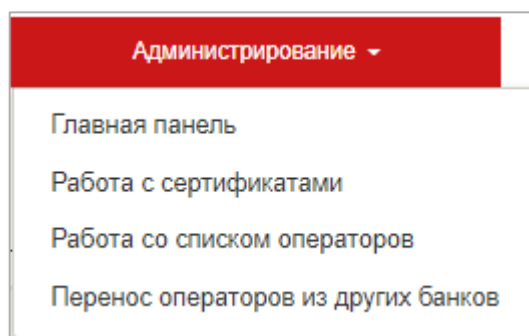 Администрирование
Главная панель
Работа с сертификатами
Работа со списком операторов
Перенос операторов из других банков